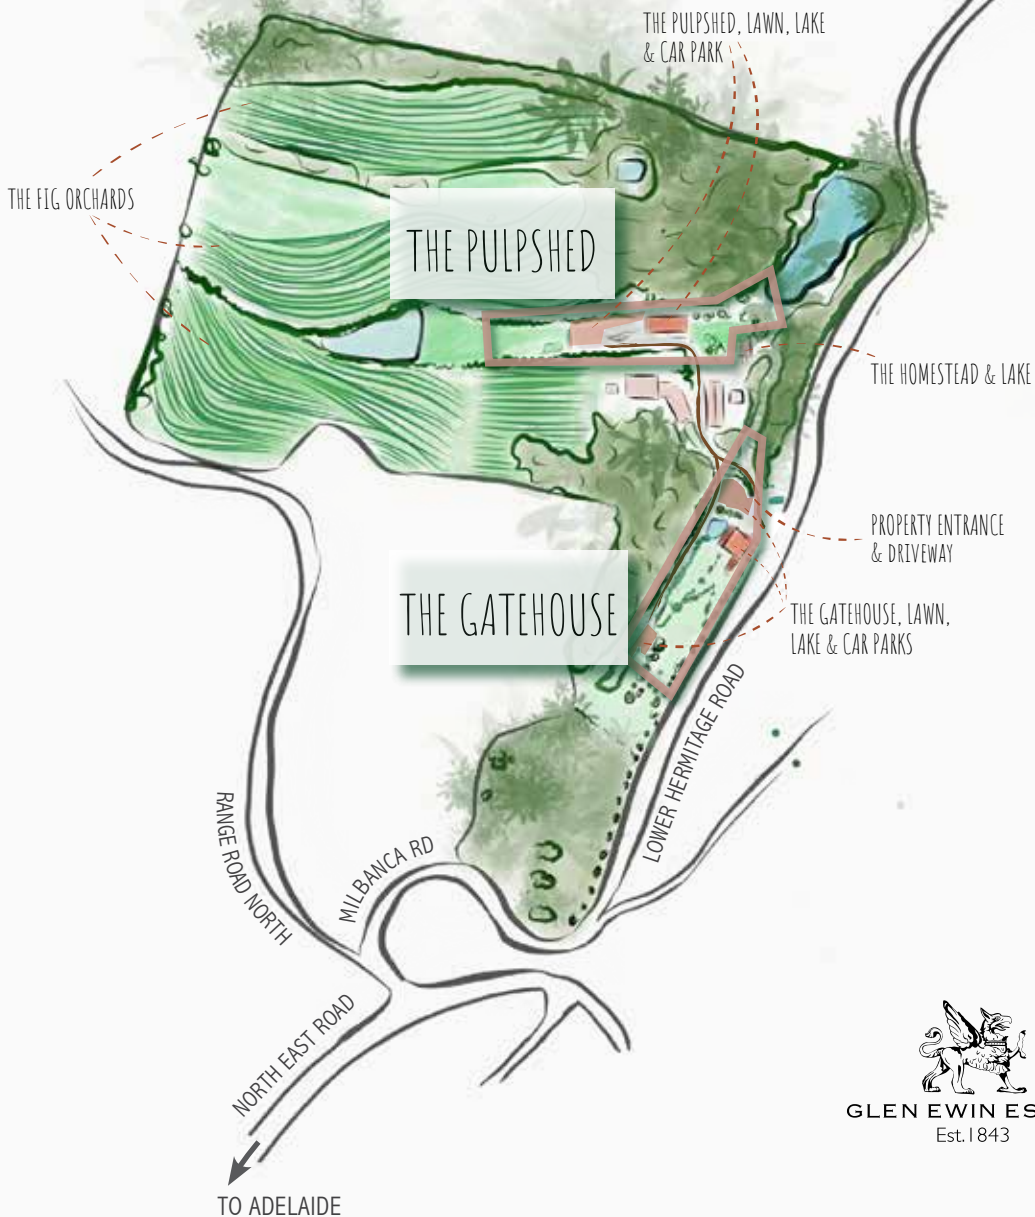 THE PULPSHED, LAWN, LAKE
& CAR PARK
THE FIG ORCHARDS
THE PULPSHED
THE HOMESTEAD & LAKE
PROPERTY ENTRANCE
& DRIVEWAY
THE GATEHOUSE
THE GATEHOUSE, LAWN,
LAKE & CAR PARKS
LOWER HERMITAGE ROAD
RANGE ROAD NORTH
MILBANCA RD
NORTH EAST ROAD
GLEN EWIN ES
Est.1843
TO ADELAIDE